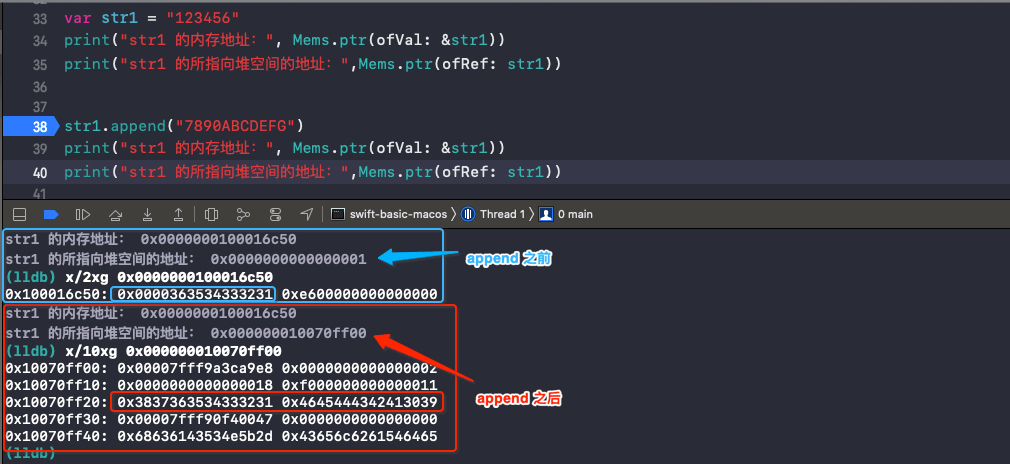 33 var str1 = "123456"
34 print("str1 的内存地址: ", Mems.ptr(ofVal: &str1))
35 print("str1 的所指向堆空间的地址: ",Mems.ptr(ofRef: str1))
36
37
38 str1.append("7890ABCDEFG")
39 print("str1 的内存地址: ", Mems.ptr(ofVal: &str1))
40 print("str1 的所指向堆空间的地址: ",Mems.ptr(ofRef: str1))
41
swift-basic-macos Thread 1 0 main
str1 的内存地址: 0x0000000100016c50
str1 的所指向堆空间的地址: 0x0000000000000001
append 之前
(lldb) x/2xg 0x0000000100016c50
0x100016c50: 0x0000363534333231 0xe600000000000000
str1 的内存地址: 0x0000000100016c50
str1 的所指向堆空间的地址: 0x000000010070ff00
(lldb) x/10xg 0x000000010070ff00
0x10070ff00: 0x00007fff9a3ca9e8 0x0000000000000002
0x10070ff10: 0x0000000000000018 0xf000000000000011
append 之后
0x10070ff20: 0x3837363534333231 0x4645444342413039
0x10070ff30: 0x00007fff90f40047 0x0000000000000000
0x10070ff40: 0x68636143534e5b2d 0x43656c6261546465
(lldb)